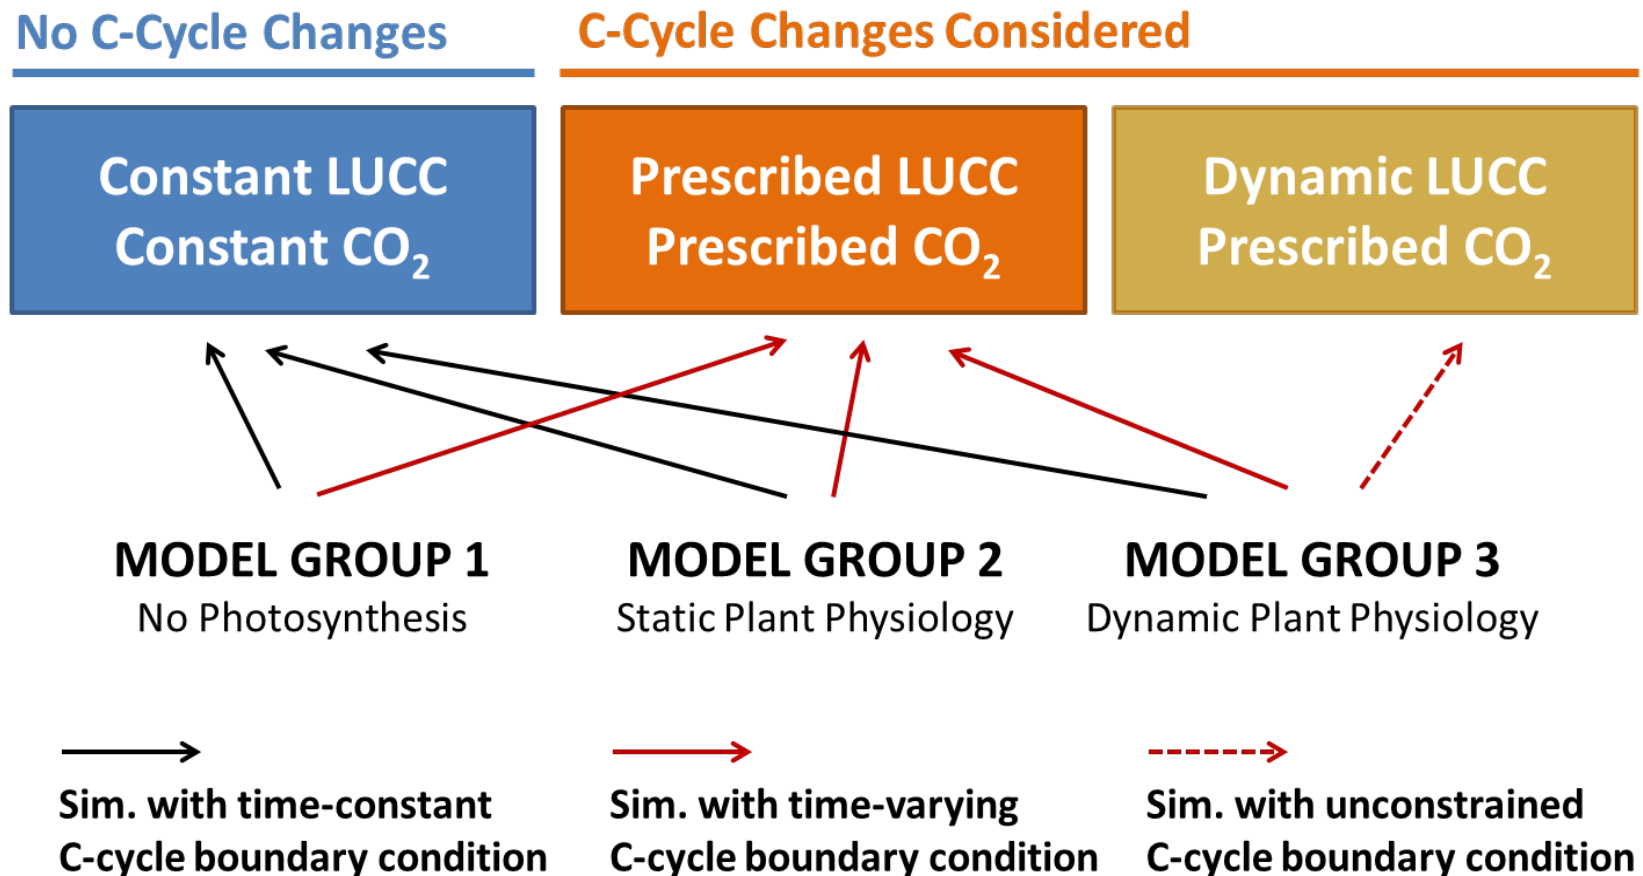 No C-Cycle Changes
C-Cycle Changes Considered
Constant LUCC
Constant CO₂
Prescribed LUCC
Prescribed CO₂
Dynamic LUCC
Prescribed CO₂
MODEL GROUP 1
No Photosynthesis
MODEL GROUP 2
Static Plant Physiology
MODEL GROUP 3
Dynamic Plant Physiology
Sim. with time-constant
C-cycle boundary condition
Sim. with time-varying
C-cycle boundary condition
Sim. with unconstrained
C-cycle boundary condition